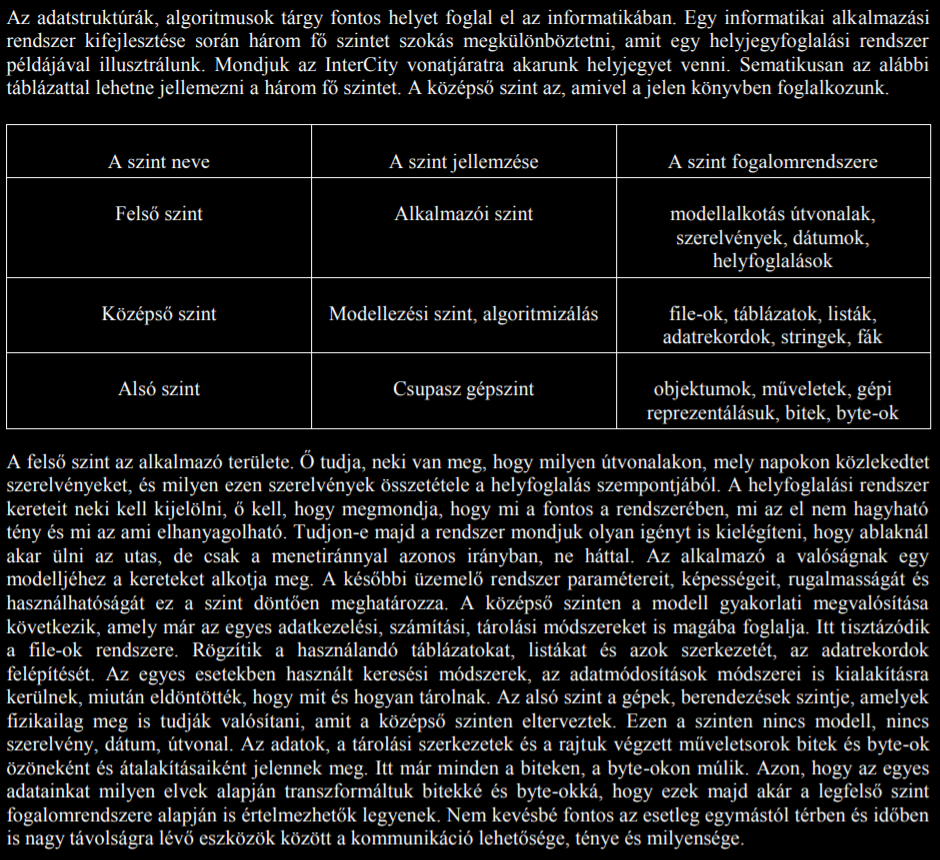 Az adatstruktúrák, algoritmusok tárgy fontos helyet foglal el az informatikában. Egy informatikai alkalmazási
rendszer kifejlesztése során három fő szintet szokás megkülönböztetni, amit egy helyjegyfoglalási rendszer
példájával illusztrálunk. Mondjuk az InterCity vonatjáratra akarunk helyjegyet venni. Sematikusan az alábbi
táblázattal lehetne jellemezni a három fő szintet. A középső szint az, amivel a jelen könyvben foglalkozunk.
A szint neve
A szint jellemzése
A szint fogalomrendszere
Felső szint
Alkalmazói szint
modellalkotás útvonalak,
szerelvények, dátumok,
helyfoglalások
Középső szint
Modellezési szint, algoritmizálás
file-ok, táblázatok, listák,
adatrekordok, stringek, fák
Alsó szint
Csupasz gépszint
objektumok, műveletek, gépi
reprezentálásuk, bitek, byte-ok
A felső szint az alkalmazó területe. Ő tudja, neki van meg, hogy milyen útvonalakon, mely napokon közlekedtet
szerelvényeket, és milyen ezen szerelvények összetétele a helyfoglalás szempontjából. A helyfoglalási rendszer
kereteit neki kell kijelölni, ő kell, hogy megmondja, hogy mi a fontos a rendszerében, mi az el nem hagyható
tény és mi az ami elhanyagolható. Tudjon-e majd a rendszer mondjuk olyan igényt is kielégíteni, hogy ablaknál
akar ülni az utas, de csak a menetiránnyal azonos irányban, ne háttal. Az alkalmazó a valóságnak egy
modelljéhez a kereteket alkotja meg. A későbbi üzemelő rendszer paramétereit, képességeit, rugalmasságát és
használhatóságát ez a szint döntően meghatározza. A középső szinten a modell gyakorlati megvalósítása
következik, amely már az egyes adatkezelési, számítási, tárolási módszereket is magába foglalja. Itt tisztázódik
a file-ok rendszere. Rögzítik a használandó táblázatokat, listákat és azok szerkezetét, az adatrekordok
felépítését. Az egyes esetekben használt keresési módszerek, az adatmódosítások módszerei is kialakításra
kerülnek, miután eldöntötték, hogy mit és hogyan tárolnak. Az alsó szint a gépek, berendezések szintje, amelyek
fizikailag meg is tudják valósítani, amit a középső szinten elterveztek. Ezen a szinten nincs modell, nincs
szerelvény, dátum, útvonal. Az adatok, a tárolási szerkezetek és a rajtuk végzett műveletsorok bitek és byte-ok
özöneként és átalakításaiként jelennek meg. Itt már minden a biteken, a byte-okon múlik. Azon, hogy az egyes
adatainkat milyen elvek alapján transzformáltuk bitekké és byte-okká, hogy ezek majd akár a legfelső szint
fogalomrendszere alapján is értelmezhetők legyenek. Nem kevésbé fontos az esetleg egymástól térben és időben
is nagy távolságra lévő eszközök között a kommunikáció lehetősége, ténye és milyensége.